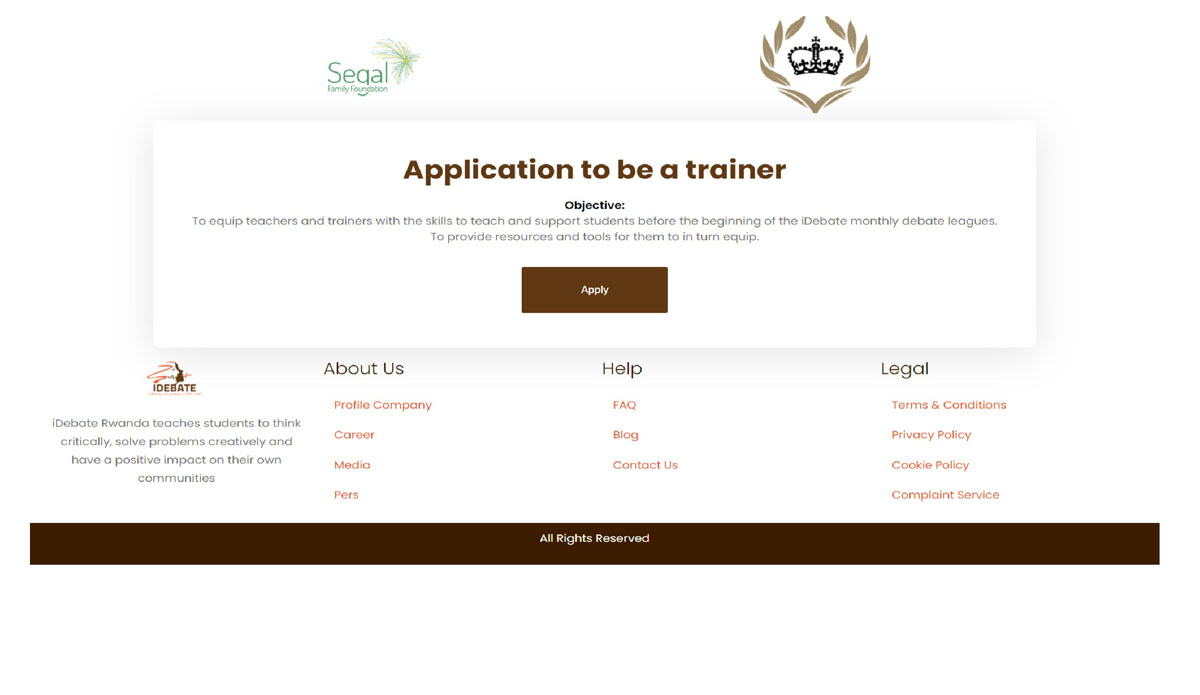 Segal
Family Foundation
Application to be a trainer
Objective:
To equip teachers and trainers with the skills to teach and support students before the beginning of the iDebate monthly debate leagues.
To provide resources and tools for them to in turn equip.
Apply
IDEBATE
iDebate Rwanda teaches students to think
critically, solve problems creatively and
have a positive impact on their own
communities
About Us
Profile Company
Career
Media
Pers
Help
FAQ
Blog
Contact Us
Legal
Terms & Conditions
Privacy Policy
Cookie Policy
Complaint Service
All Rights Reserved